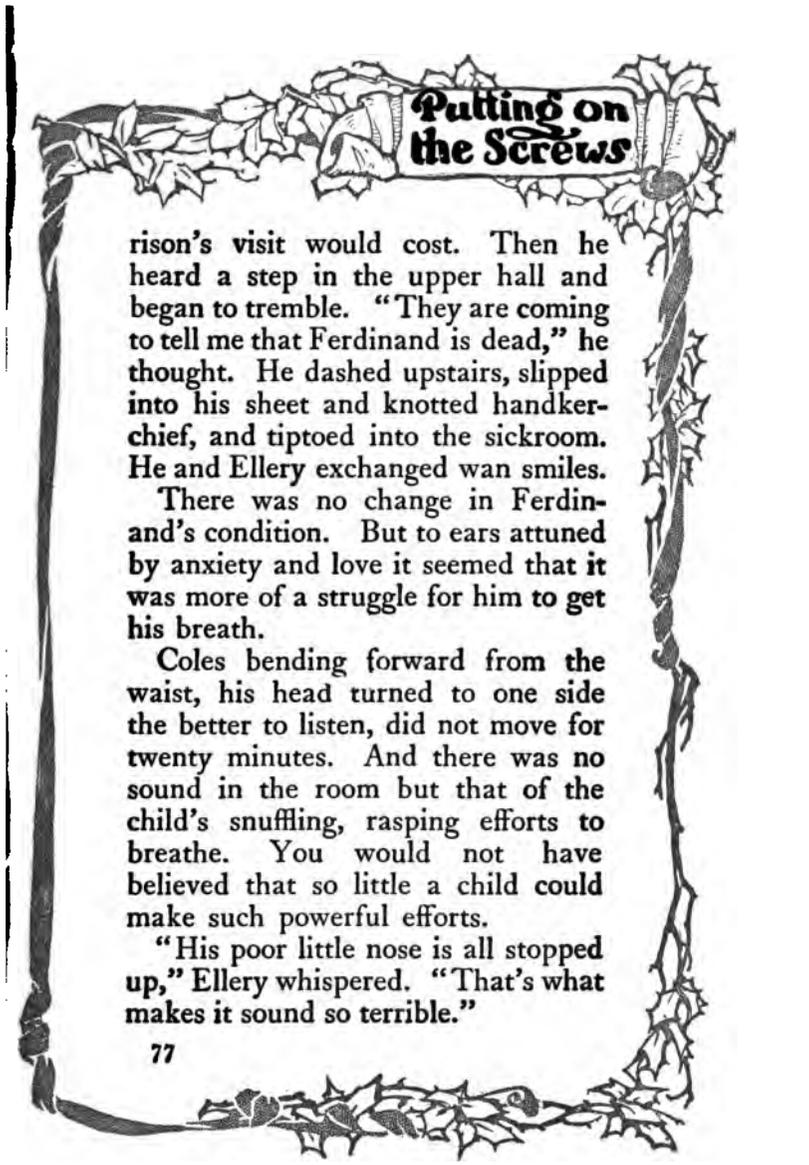 Putting on
the Screws
rison's visit would cost. Then he
heard a step in the upper hall and
began to tremble. “They are coming
to tell me that Ferdinand is dead,” he
thought. He dashed upstairs, slipped
into his sheet and knotted handker-
chief, and tiptoed into the sickroom.
He and Ellery exchanged wan smiles.
There was no change in Ferdin-
and's condition. But to ears attuned
by anxiety and love it seemed that it
was more of a struggle for him to get
his breath.
Coles bending forward from the
waist, his head turned to one side
the better to listen, did not move for
twenty minutes. And there was no
sound in the room but that of the
child's snuffling, rasping efforts to
breathe. You would not have
believed that so little a child could
make such powerful efforts.
“His poor little nose is all stopped
up,” Ellery whispered. “That's what
makes it sound so terrible.”
77